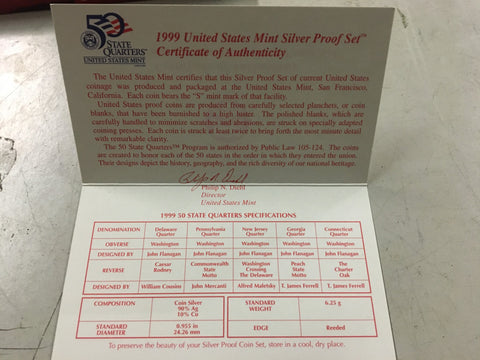 50
STATE
QUARTERS
UNITED STATES MINT
1999 United States Mint Silver Proof Set™
Certificate of Authenticity
The United States Mint certifies that this Silver Proof Set of current United States
coinage was produced and packaged at the United States Mint, San Francisco,
California. Each coin bears the "S" mint mark of that facility.
United States proof coins are produced from carefully selected planchets, or coin
blanks, that have been burnished to a high luster. The polished blanks, which are
carefully handled to minimize scratches and abrasions, are struck on specially adapted
coining presses. Each coin is struck at least twice to bring forth the most minute detail
with remarkable clarity.
The 50 State Quarters™ Program is authorized by Public Law 105-124. The coins
are created to honor each of the 50 states in the order in which they entered the union.
Their designs depict the history, geography, and the rich diversity of our national heritage.
Philip N. Diehl
Director
United States Mint
1999 50 STATE QUARTERS SPECIFICATIONS
DENOMINATION Delaware Quarter Pennsylvania Quarter New Jersey Quarter Georgia Quarter Connecticut Quarter
OBVERSE Washington Washington Washington Washington Washington
DESIGNED BY John Flanagan John Flanagan John Flanagan John Flanagan John Flanagan
REVERSE Caesar Rodney Commonwealth State Motto Washington Crossing The Delaware Peach State Motto The Charter Oak
DESIGNED BY William Cousins John Mercanti Alfred Maletsky T. James Ferrell T. James Ferrell
COMPOSITION Coin Silver 90% Ag 10% Cu STANDARD WEIGHT 6.25 g
STANDARD DIAMETER 0.955 in 24.26 mm EDGE Reeded
To preserve the beauty of your Silver Proof Coin Set, store in a cool, dry place.